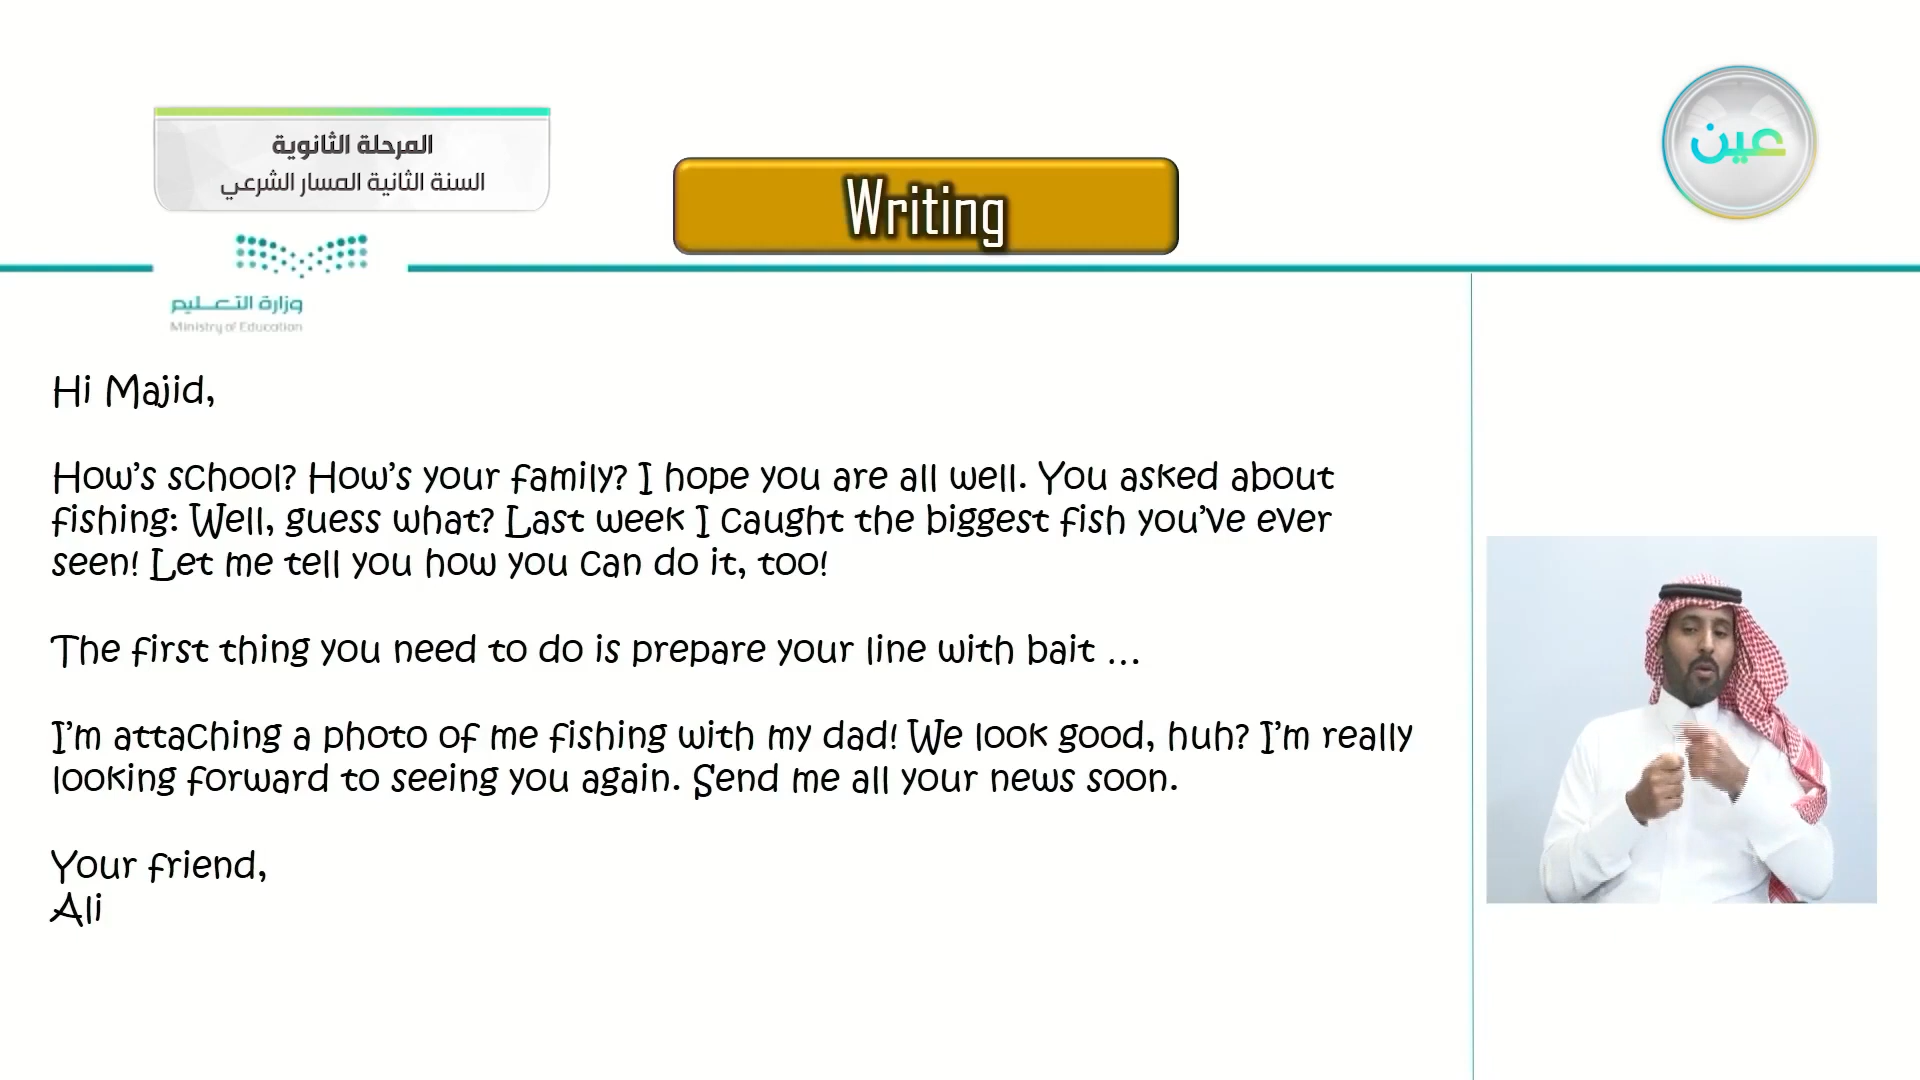 المرحلة الثانوية
السنة الثانية المسار الشرعي
Writing
عين
وزارة التعليم
Ministry of Education
Hi Majid,
How's school? How's your family? I hope you are all well. You asked about
fishing: Well, guess what? Last week I caught the biggest fish you've ever
seen! Let me tell you how you can do it, too!
The first thing you need to do is prepare your line with bait ...
I'm attaching a photo of me fishing with my dad! We look good, huh? I'm really
looking forward to seeing you again. Send me all your news soon.
Your friend,
Ali